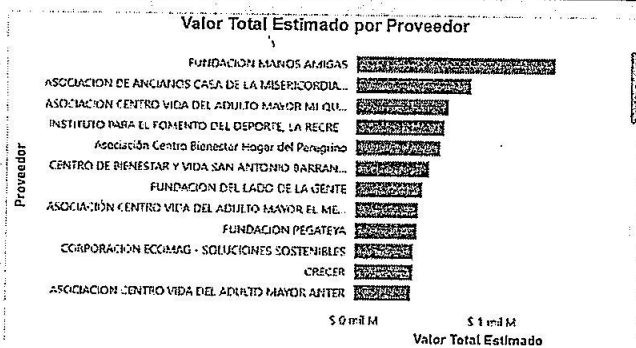 Valor Total Estimado por Proveedor
FUNDACION MANOS AMIGAS
ASOCIACION DE ANCIANOS CASA DE LA MISERICORDIA...
ASOCIACION CENTRO VIDA DEL ADULTO MAYOR MI QU...
INSTITUTO PARA EL FOMENTO DEL DEPORTE, LA RECRE...
Asociación Centro Bienestar Hogar del Peregrino
CENTRO DE BIENESTAR Y VIDA SAN ANTONIO BARRAN...
FUNDACION DEL LADO DE LA GENTE
ASOCIACIÓN CENTRO VIDA DEL ADULTO MAYOR EL ME...
FUNDACION PEGATEYA
CORPORACION ECOMAG - SOLUCIONES SOSTENIBLES
CRECER
ASOCIACION CENTRO VIDA DEL ADULTO MAYOR ANTER
Proveedor
$ 0 mil M
$ 1 mil M
Valor Total Estimado